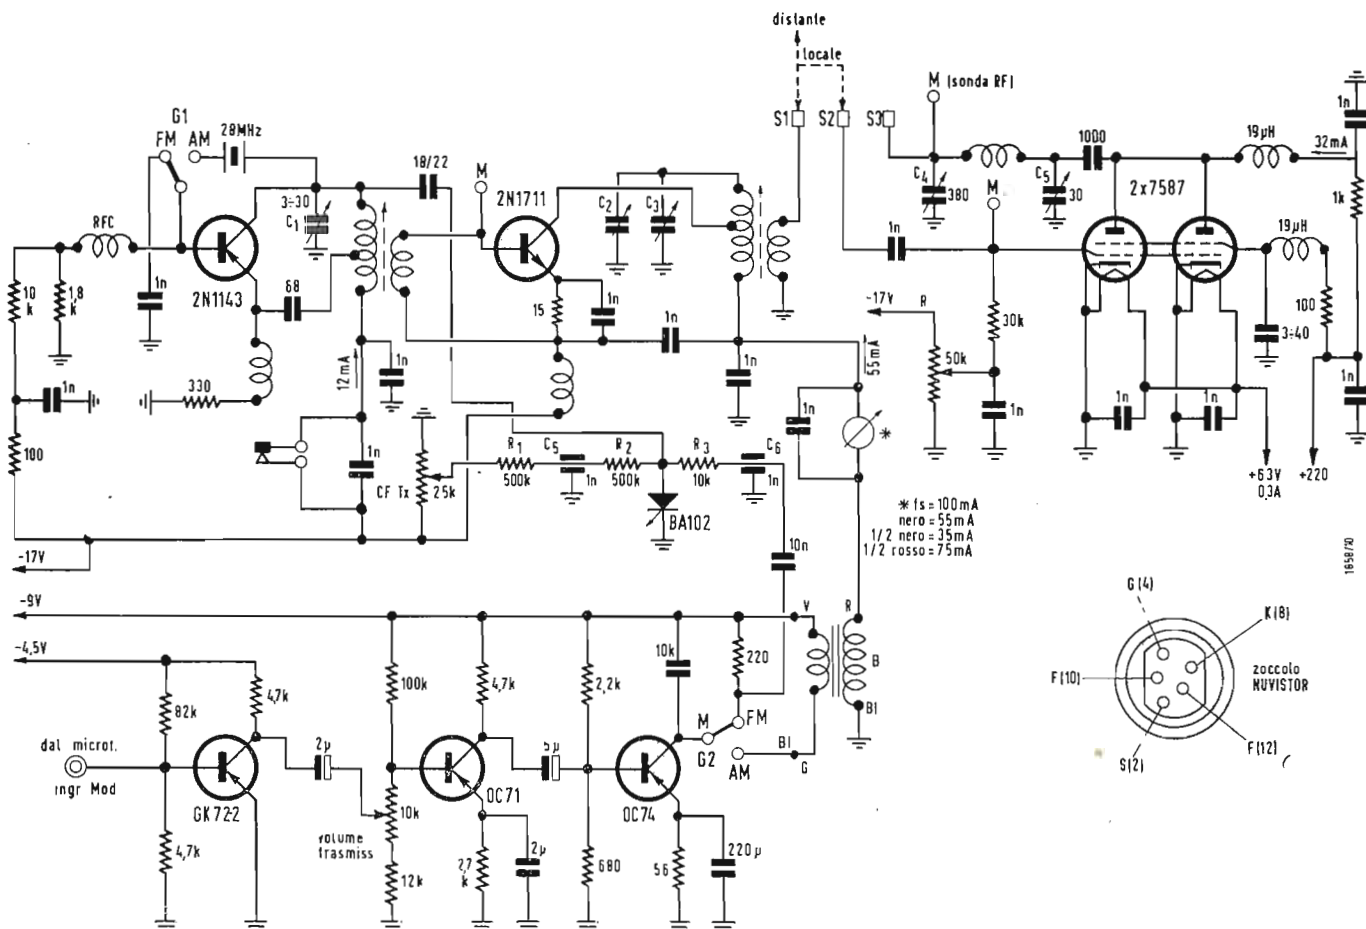 distante
locale
M (sonda RF)
G1
FM AM
28MHz
18/22
M
S1
S2
S3
1000
19µH
1n
32mA
2N1711
C4
380
C5
30
2x7587
1k
M
3÷30
C1
C2
C3
RFC
2N1143
10
k
1,8
k
1n
68
15
1n
1n
19µH
100
3÷40
-17V
R
30k
50k
1n
12mA
1n
1n
1n
55mA
1n
330
100
1n
1n
*
1n
1n
1n
CF Tx
25k
R1
500k
C5
1n
R2
500k
R3
10k
C6
1n
BA102
+6,3V
0,3A
+220
* fs = 100mA
nero = 55mA
1/2 nero = 35mA
1/2 rosso = 75mA
1658/10
-17V
10n
-9V
V
R
-4,5V
G(4)
K(8)
F(10)
zoccolo
NUVISTOR
F(12)
S(2)
82k
4,7k
100k
4,7k
2,2k
10k
220
B
B1
M
FM
G2
AM
B1
G
dal microf.
ingr Mod
GK72-2
2µ
5µ
OC71
OC74
10k
volume
trasmiss
4,7k
12k
2,7
k
2µ
680
56
220µ